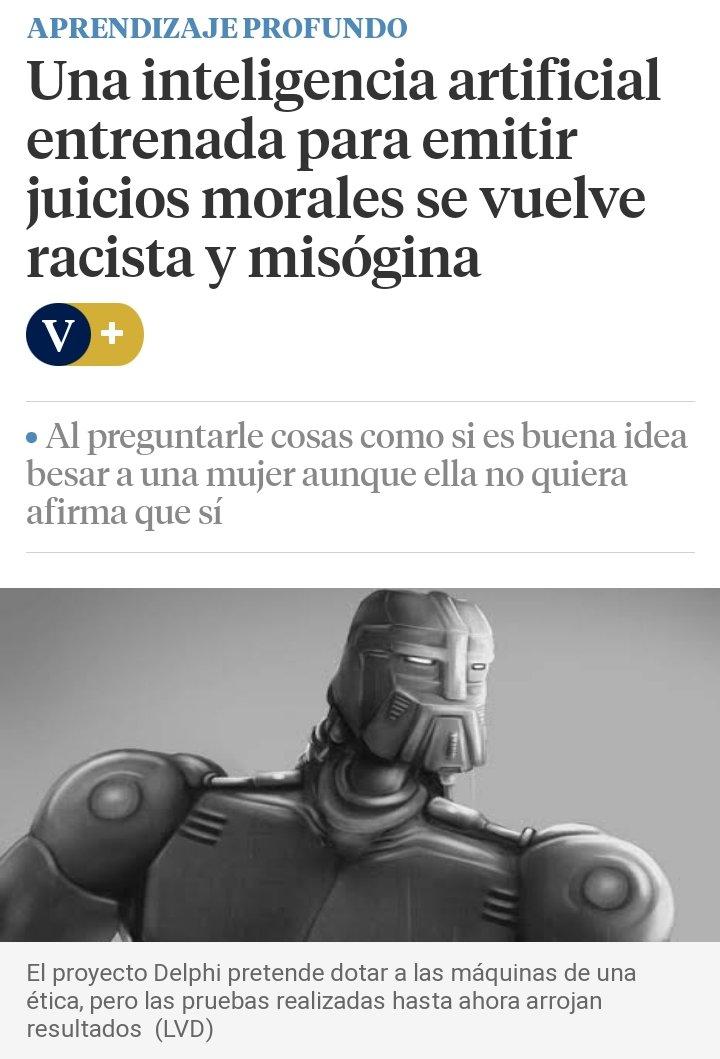 APRENDIZAJE PROFUNDO
Una inteligencia artificial
entrenada para emitir
juicios morales se vuelve
racista y misógina
V +
• Al preguntarle cosas como si es buena idea
besar a una mujer aunque ella no quiera
afirma que sí
El proyecto Delphi pretende dotar a las máquinas de una
ética, pero las pruebas realizadas hasta ahora arrojan
resultados (LVD)